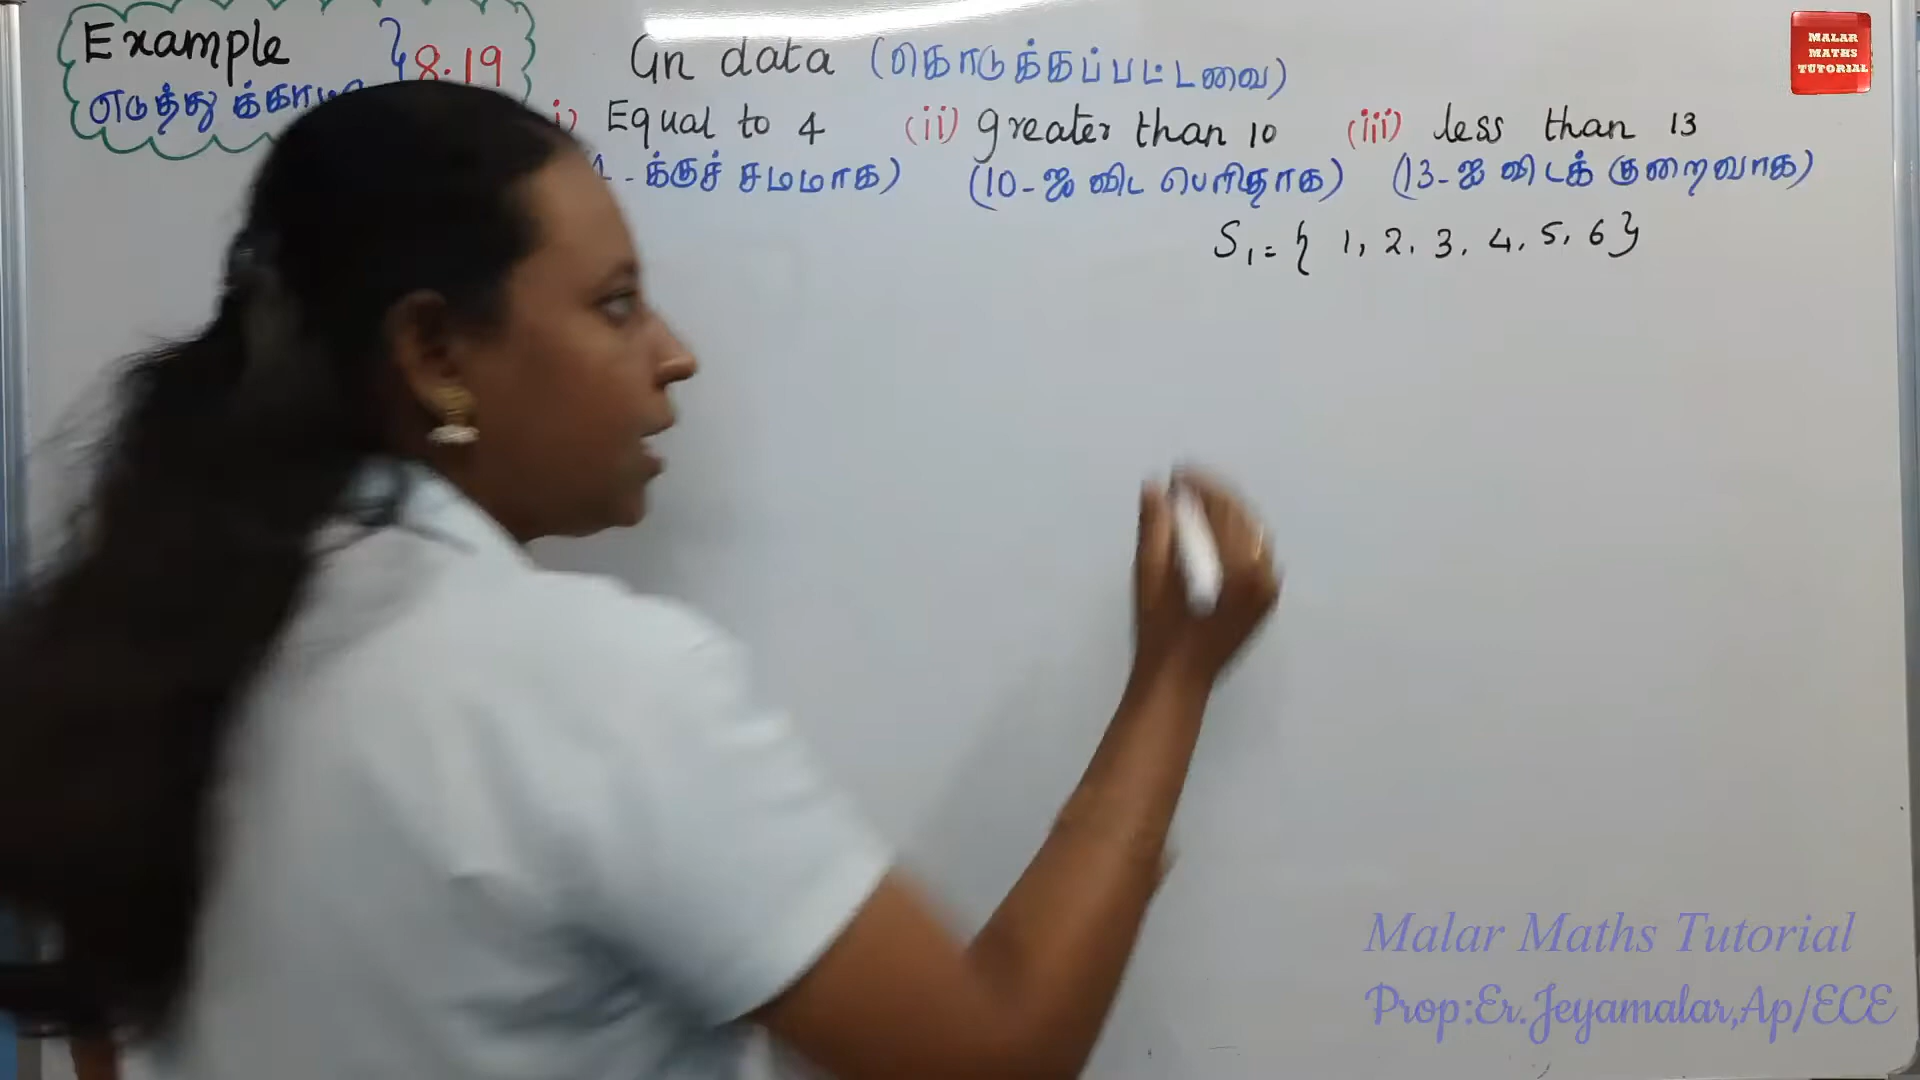 Example } 8.19
எடுத்து
Gn data (கொடுக்கப்பட்டவை)
i) Equal to 4 (ii) greater than 10 (iii) less than 13
4 - க்குச் சமமாக) (10-ஐ விட பெரிதாக) (13-ஐ விடக் குறைவாக)
S₁ = { 1, 2, 3, 4, 5, 6 }
MALAR
MATHS
TUTORIAL
Malar Maths Tutorial
Prop:Er.Jeyamalar,Ap/ECE